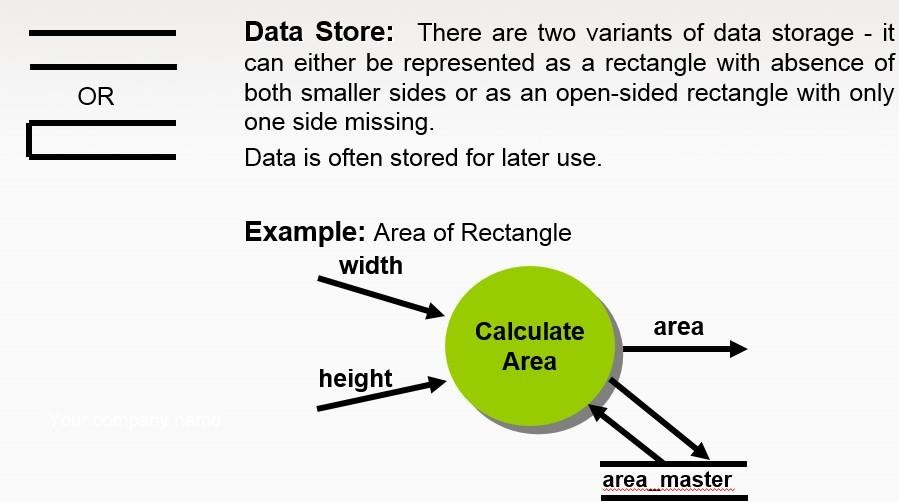 Data Store: There are two variants of data storage - it
can either be represented as a rectangle with absence of
both smaller sides or as an open-sided rectangle with only
one side missing.
Data is often stored for later use.
OR
Example: Area of Rectangle
width
Calculate
Area
area
height
Your company name
area_master